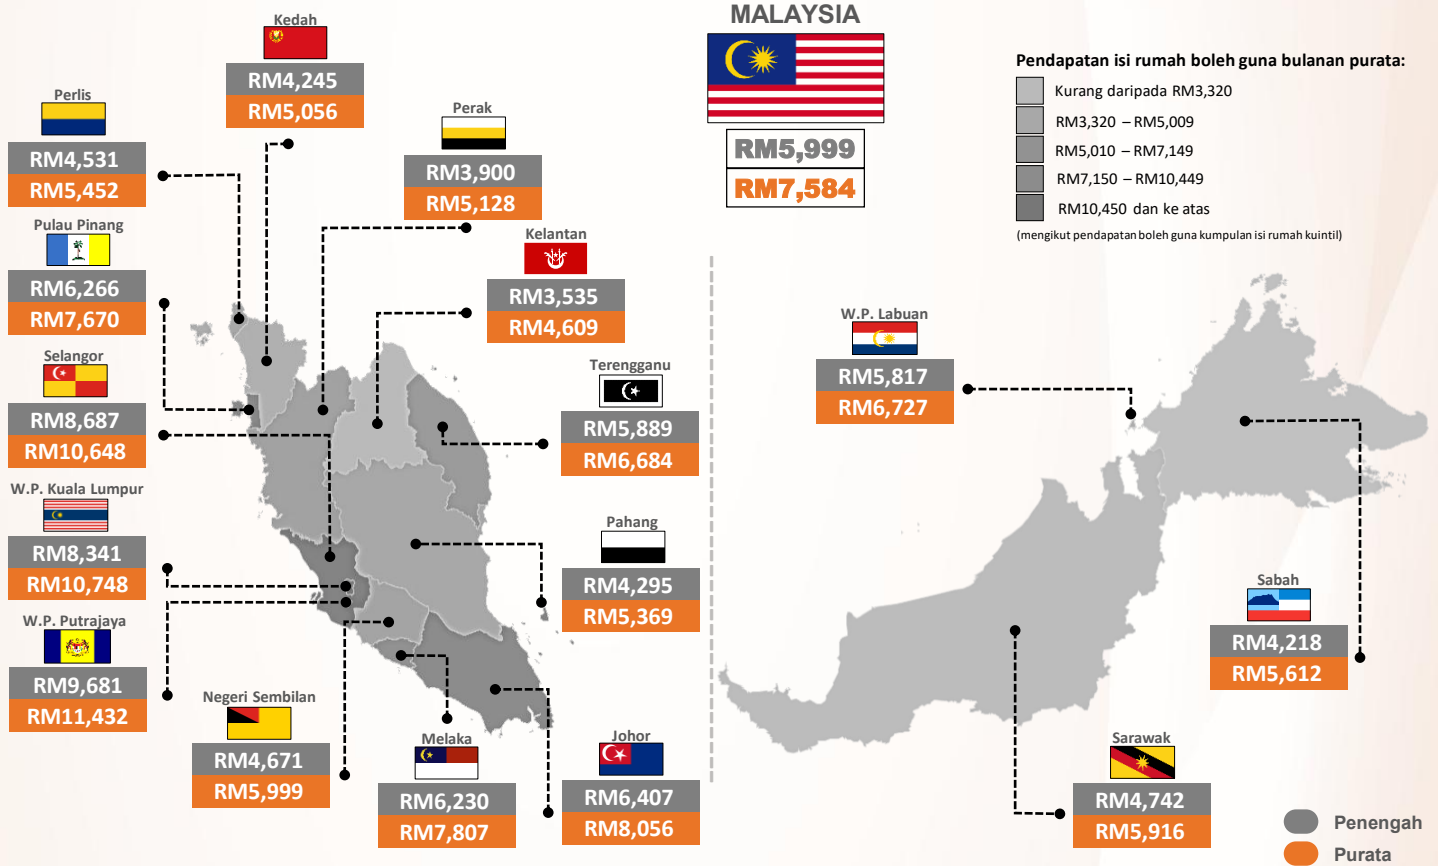 MALAYSIA
RM5,999
RM7,584
Pendapatan isi rumah boleh guna bulanan purata:
Kurang daripada RM3,320
RM3,320 – RM5,009
RM5,010 – RM7,149
RM7,150 – RM10,449
RM10,450 dan ke atas
(mengikut pendapatan boleh guna kumpulan isi rumah kuintil)
Kedah
RM4,245
RM5,056
Perlis
RM4,531
RM5,452
Perak
RM3,900
RM5,128
Pulau Pinang
RM6,266
RM7,670
Kelantan
RM3,535
RM4,609
Selangor
RM8,687
RM10,648
Terengganu
RM5,889
RM6,684
W.P. Kuala Lumpur
RM8,341
RM10,748
Pahang
RM4,295
RM5,369
W.P. Putrajaya
RM9,681
RM11,432
Negeri Sembilan
RM4,671
RM5,999
Melaka
RM6,230
RM7,807
Johor
RM6,407
RM8,056
W.P. Labuan
RM5,817
RM6,727
Sabah
RM4,218
RM5,612
Sarawak
RM4,742
RM5,916
Penengah
Purata